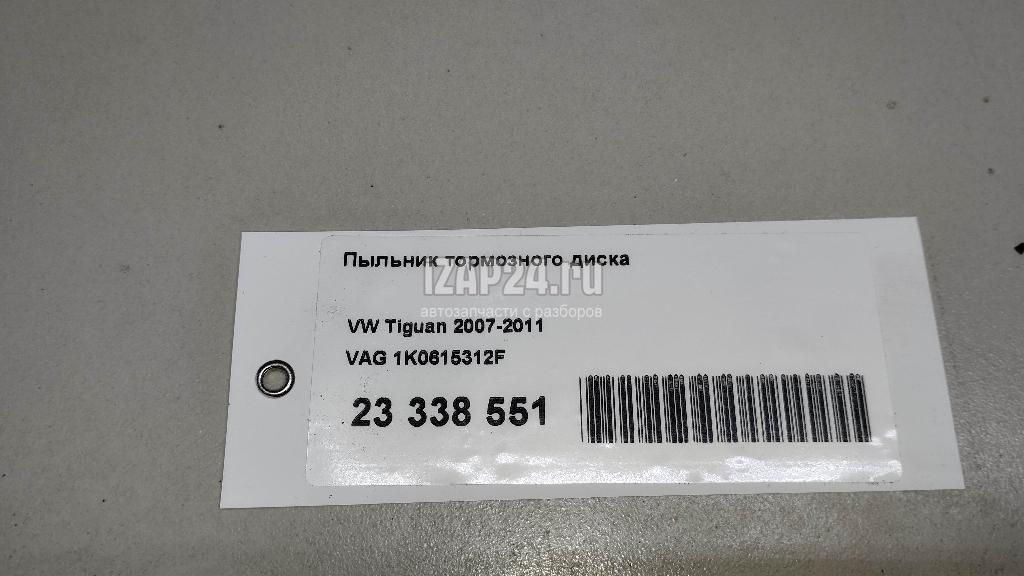 Пыльник тормозного диска
IZAP24.ru
автозапчасти с разборов
VW Tiguan 2007-2011
VAG 1K0615312F
23 338 551